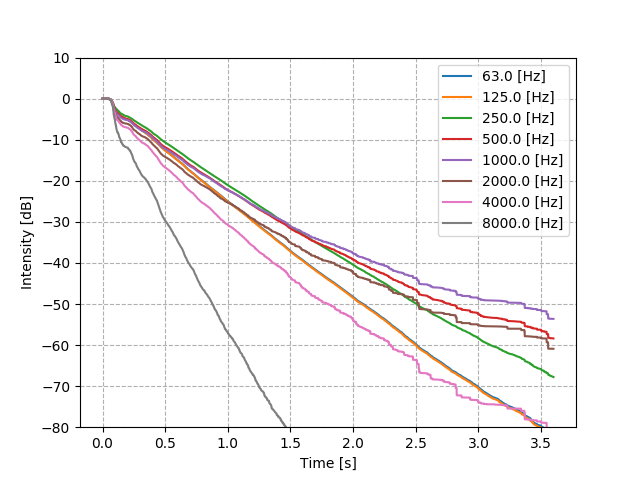 10
0
−10
−20
−30
−40
−50
−60
−70
−80
Intensity [dB]
63.0 [Hz]
125.0 [Hz]
250.0 [Hz]
500.0 [Hz]
1000.0 [Hz]
2000.0 [Hz]
4000.0 [Hz]
8000.0 [Hz]
0.0 0.5 1.0 1.5 2.0 2.5 3.0 3.5
Time [s]